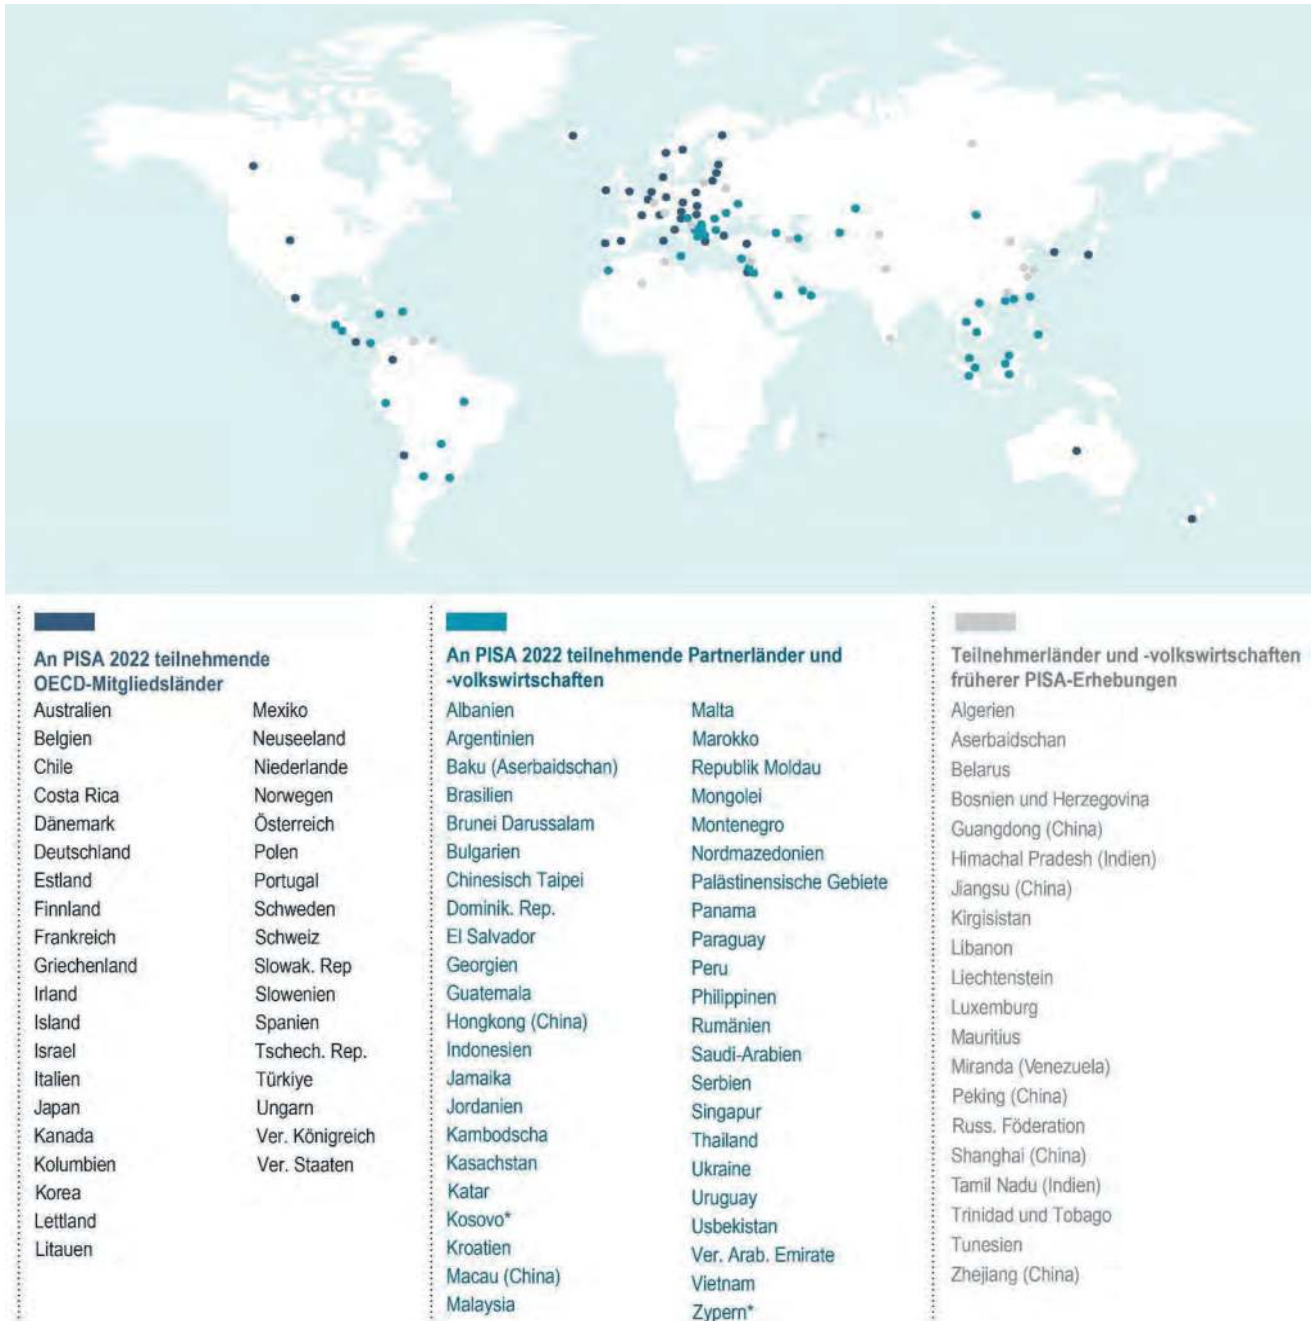 An PISA 2022 teilnehmende
OECD-Mitgliedsländer
Australien
Belgien
Chile
Costa Rica
Dänemark
Deutschland
Estland
Finnland
Frankreich
Griechenland
Irland
Island
Israel
Italien
Japan
Kanada
Kolumbien
Korea
Lettland
Litauen
Mexiko
Neuseeland
Niederlande
Norwegen
Österreich
Polen
Portugal
Schweden
Schweiz
Slowak. Rep
Slowenien
Spanien
Tschech. Rep.
Türkiye
Ungarn
Ver. Königreich
Ver. Staaten
An PISA 2022 teilnehmende Partnerländer und
-volkswirtschaften
Albanien
Argentinien
Baku (Aserbaidschan)
Brasilien
Brunei Darussalam
Bulgarien
Chinesisch Taipei
Dominik. Rep.
El Salvador
Georgien
Guatemala
Hongkong (China)
Indonesien
Jamaika
Jordanien
Kambodscha
Kasachstan
Katar
Kosovo*
Kroatien
Macau (China)
Malaysia
Malta
Marokko
Republik Moldau
Mongolei
Montenegro
Nordmazedonien
Palästinensische Gebiete
Panama
Paraguay
Peru
Philippinen
Rumänien
Saudi-Arabien
Serbien
Singapur
Thailand
Ukraine
Uruguay
Usbekistan
Ver. Arab. Emirate
Vietnam
Zypern*
Teilnehmerländer und -volkswirtschaften
früherer PISA-Erhebungen
Algerien
Aserbaidschan
Belarus
Bosnien und Herzegovina
Guangdong (China)
Himachal Pradesh (Indien)
Jiangsu (China)
Kirgisistan
Libanon
Liechtenstein
Luxemburg
Mauritius
Miranda (Venezuela)
Peking (China)
Russ. Föderation
Shanghai (China)
Tamil Nadu (Indien)
Trinidad und Tobago
Tunesien
Zhejiang (China)